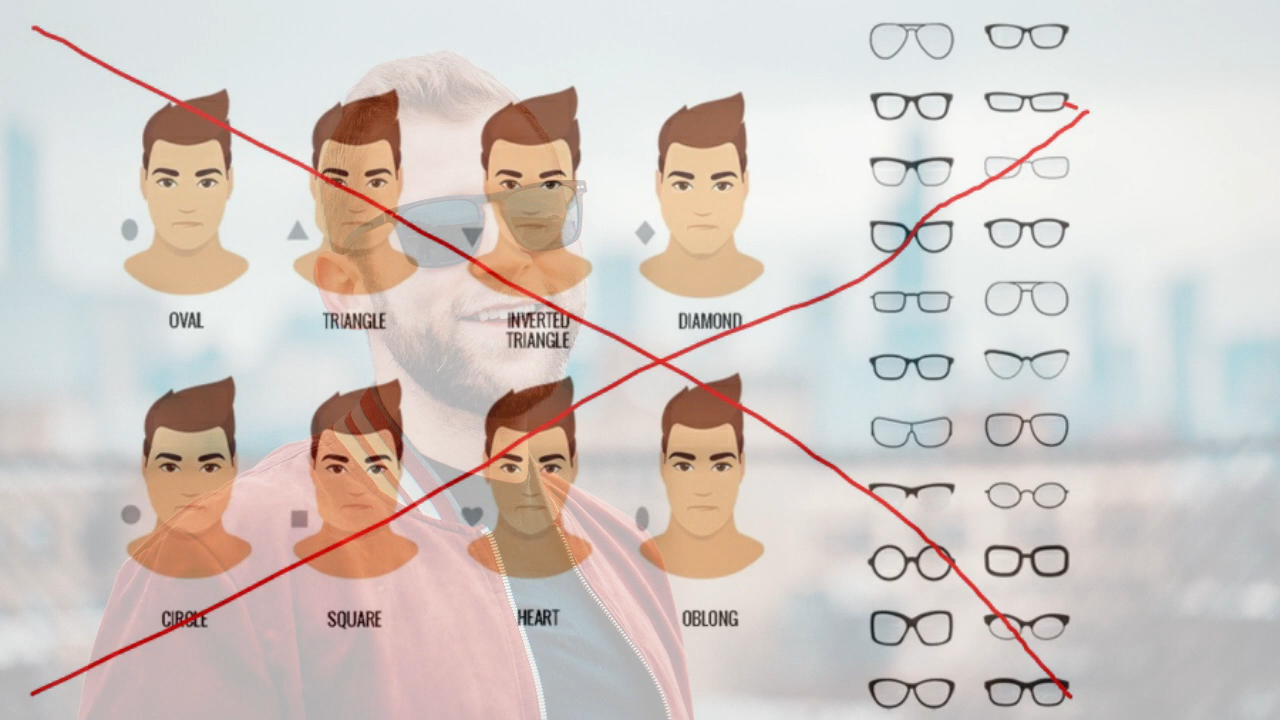 OVAL
TRIANGLE
INVERTED
TRIANGLE
DIAMOND
CIRCLE
SQUARE
HEART
OBLONG